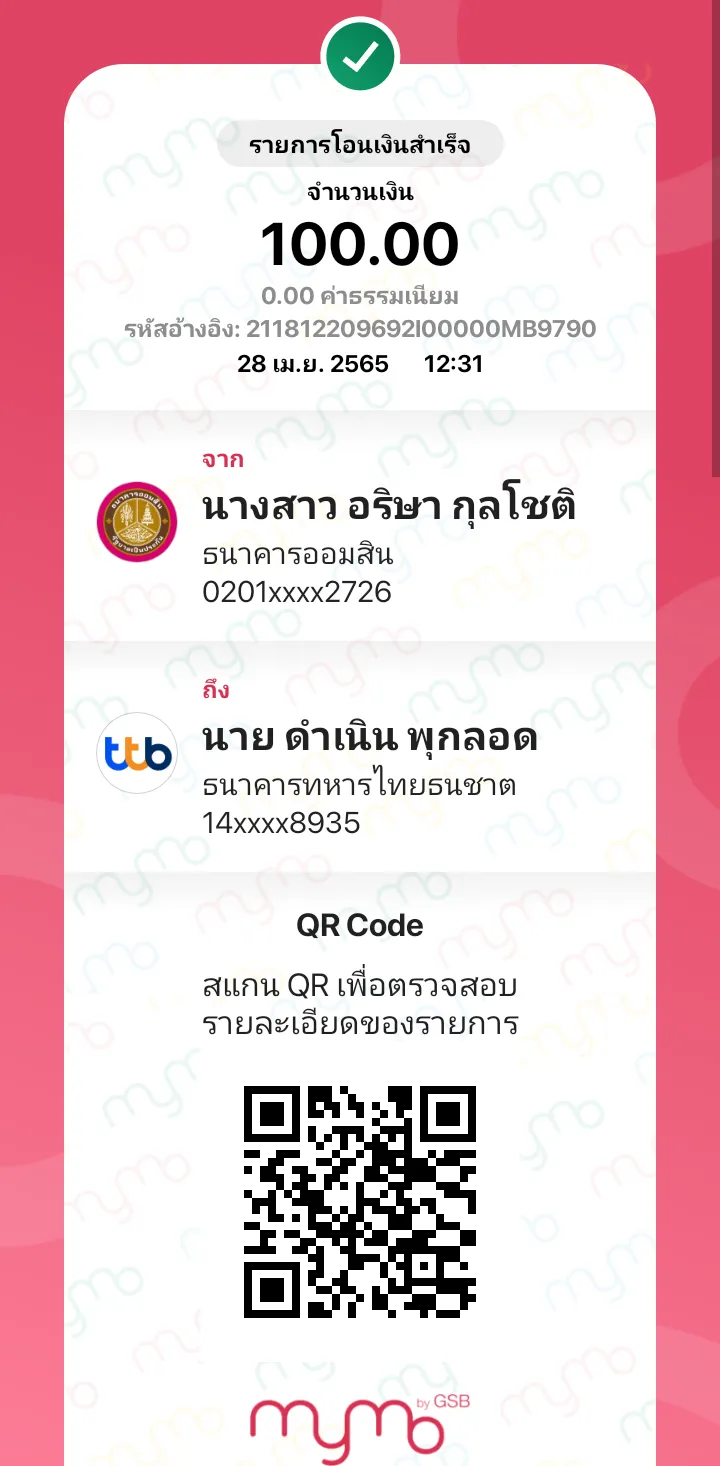 รายการโอนเงินสำเร็จ
จำนวนเงิน
100.00
0.00 ค่าธรรมเนียม
รหัสอ้างอิง: 211812209692I00000MB9790
28 เม.ย. 2565 12:31
จาก
นางสาว อริษา กุลโชติ
ธนาคารออมสิน
0201xxxx2726
ถึง
ttb
นาย ดำเนิน พุกลอด
ธนาคารทหารไทยธนชาต
14xxxx8935
QR Code
สแกน QR เพื่อตรวจสอบ
รายละเอียดของรายการ
mymo by GSB